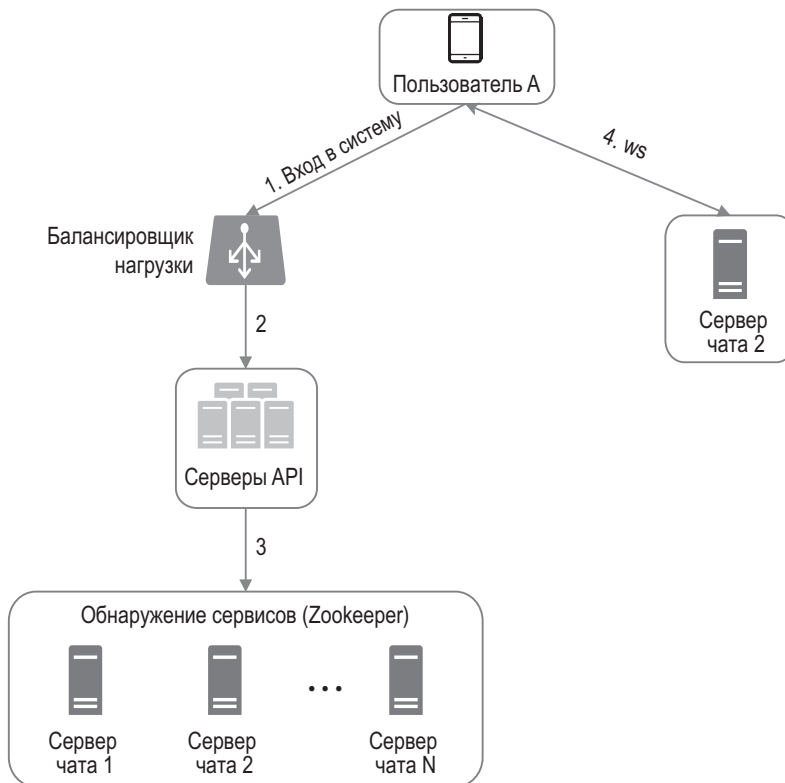 Пользователь А
1. Вход в систему
4. ws
Балансировщик
нагрузки
2
Сервер
чата 2
Серверы API
3
Обнаружение сервисов (Zookeeper)
...
Сервер
чата 1
Сервер
чата 2
Сервер
чата N